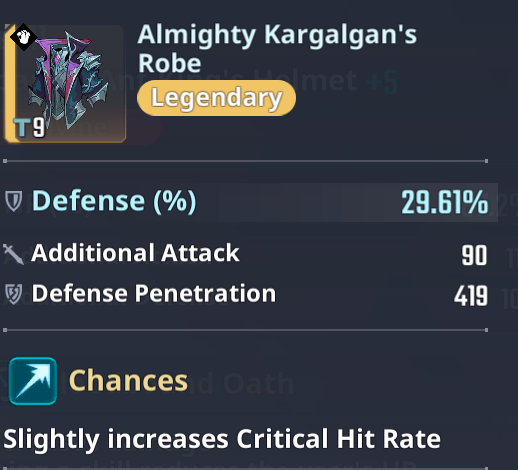 Almighty Kargalgan's
Robe
Legendary
T9
Defense (%) 29.61%
Additional Attack 90
Defense Penetration 419
Chances
Slightly increases Critical Hit Rate